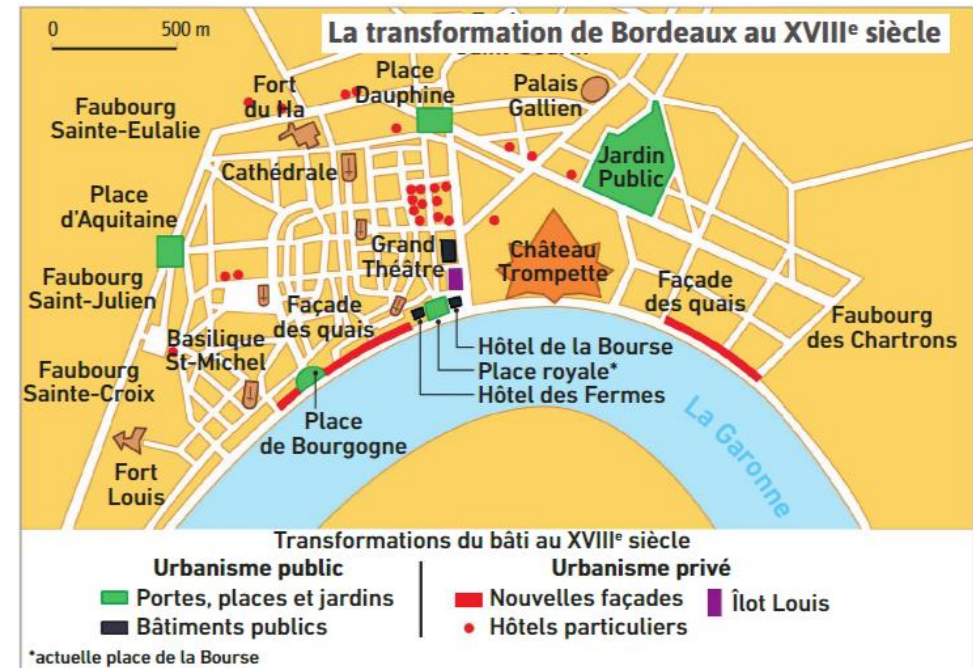 La transformation de Bordeaux au XVIIIe siècle
0 500 m
Fort
du Ha
Place
Dauphine
Palais
Gallien
Faubourg
Sainte-Eulalie
Cathédrale
Jardin
Public
Place
d'Aquitaine
Grand
Théâtre
Château
Trompette
Faubourg
Saint-Julien
Façade
des quais
Façade
des quais
Faubourg
des Chartrons
Basilique
St-Michel
Hôtel de la Bourse
Place royale*
Hôtel des Fermes
Faubourg
Sainte-Croix
Place
de Bourgogne
Fort
Louis
La Garonne
Transformations du bâti au XVIIIe siècle
Urbanisme public
Portes, places et jardins
Bâtiments publics
Urbanisme privé
Nouvelles façades
Hôtels particuliers
Îlot Louis
*actuelle place de la Bourse